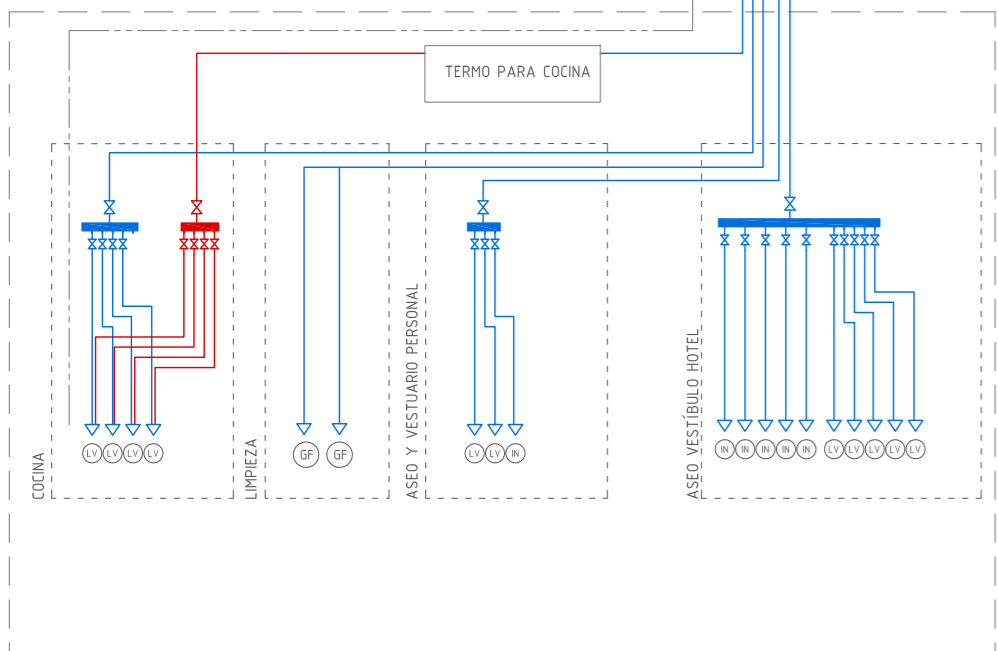 TERMO PARA COCINA
COCINA
LV LV LV LV
LIMPIEZA
GF GF
ASEO Y VESTUARIO PERSONAL
LV LV IN
ASEO VESTÍBULO HOTEL
IN IN IN IN IN LV LV LV LV LV